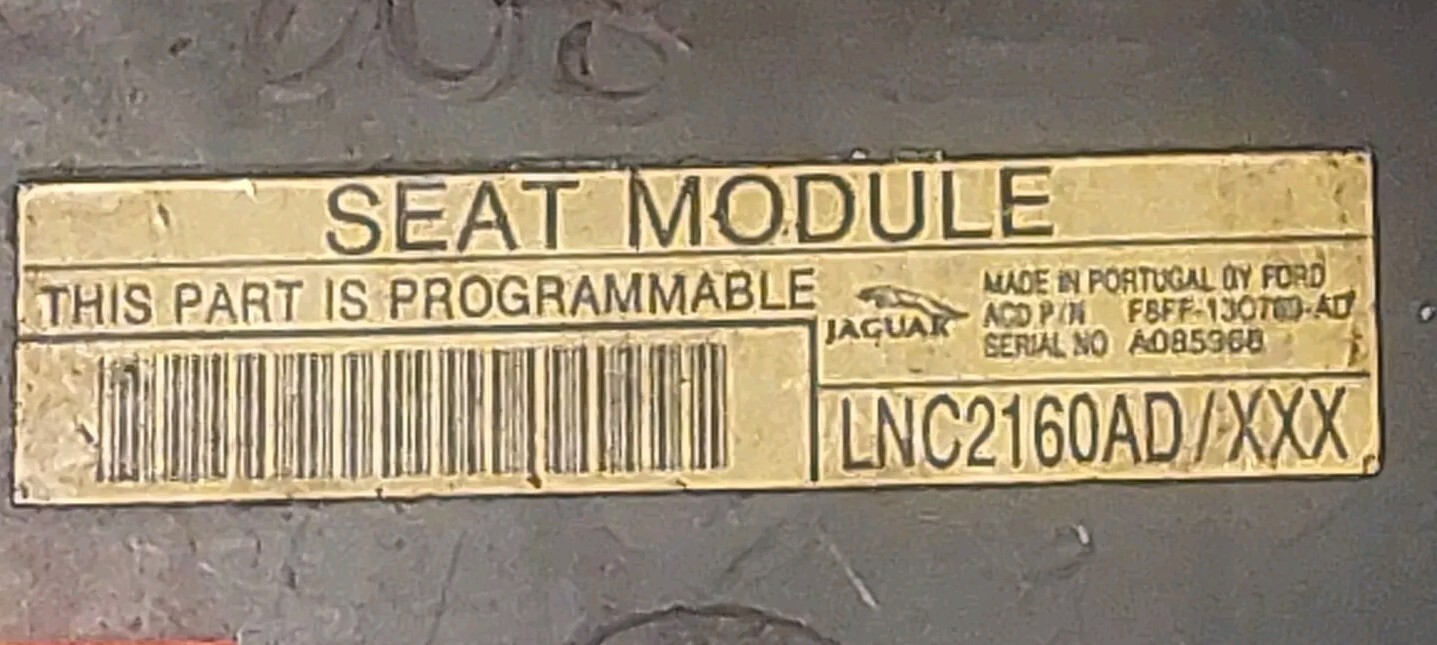 SEAT MODULE
THIS PART IS PROGRAMMABLE
JAGUAR
MADE IN PORTUGAL BY FORD
ACD P/N
SERIAL NO
LNC2160AD/XXX